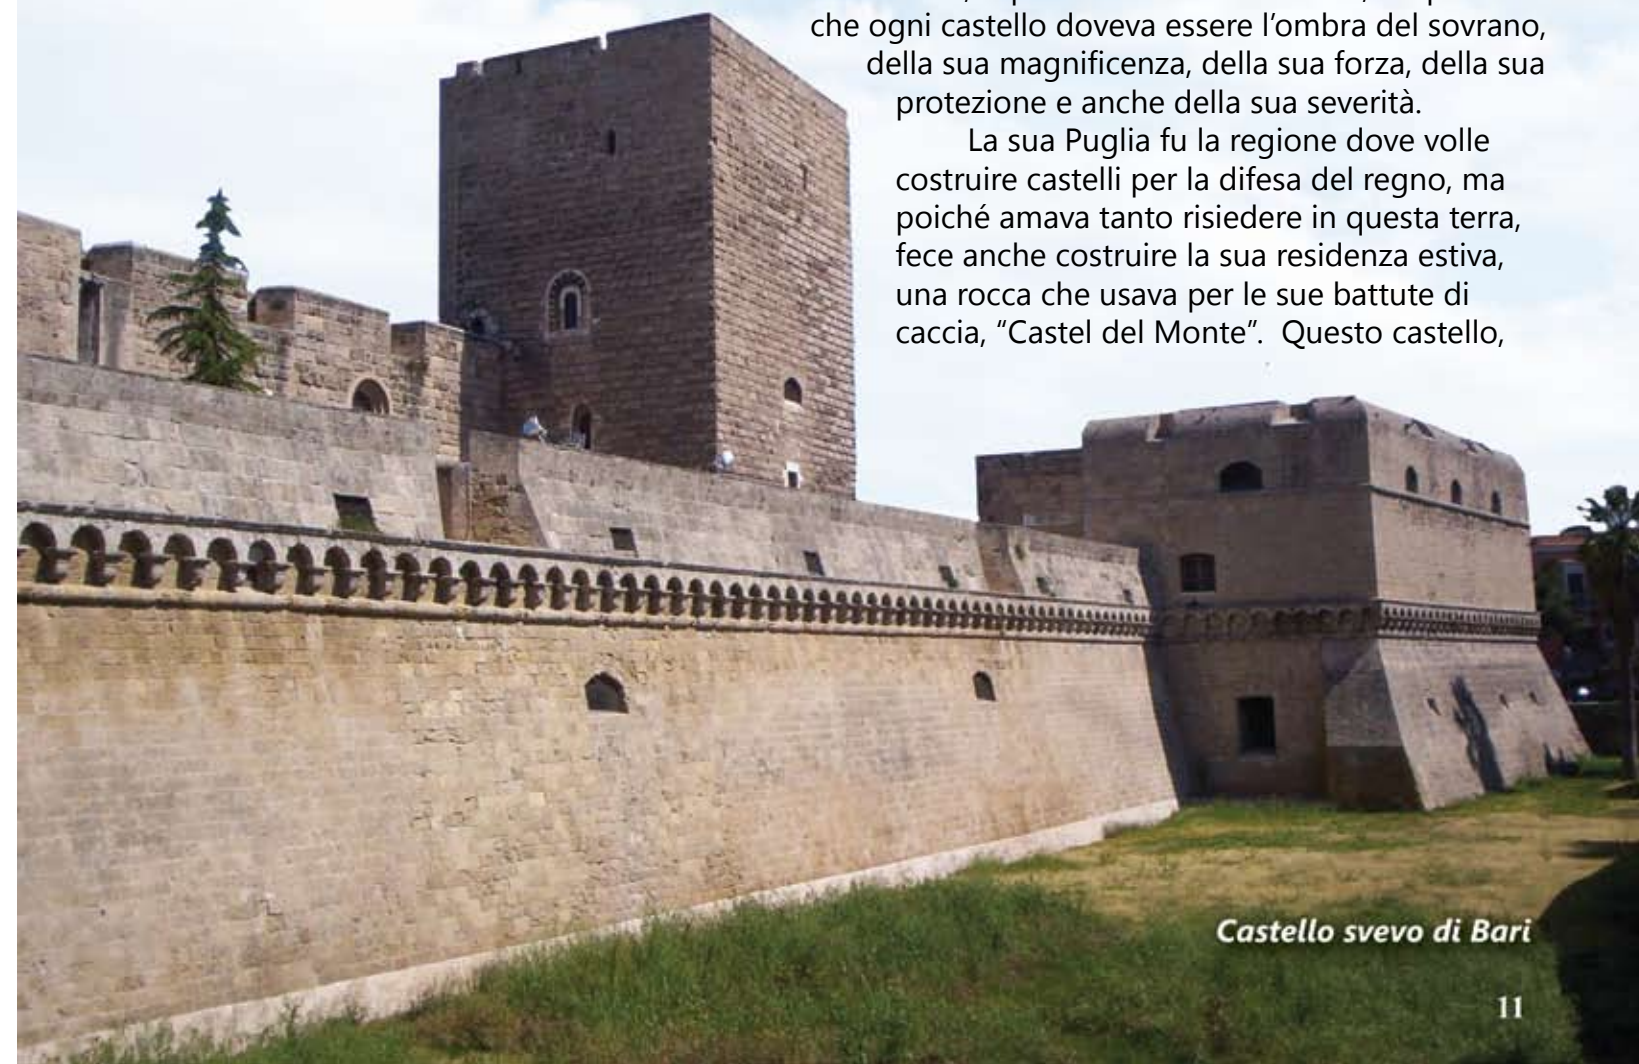 che ogni castello doveva essere l’ombra del sovrano,
della sua magnificenza, della sua forza, della sua
protezione e anche della sua severità.
La sua Puglia fu la regione dove volle
costruire castelli per la difesa del regno, ma
poiché amava tanto risiedere in questa terra,
fece anche costruire la sua residenza estiva,
una rocca che usava per le sue battute di
caccia, “Castel del Monte”.  Questo castello,
Castello svevo di Bari
11